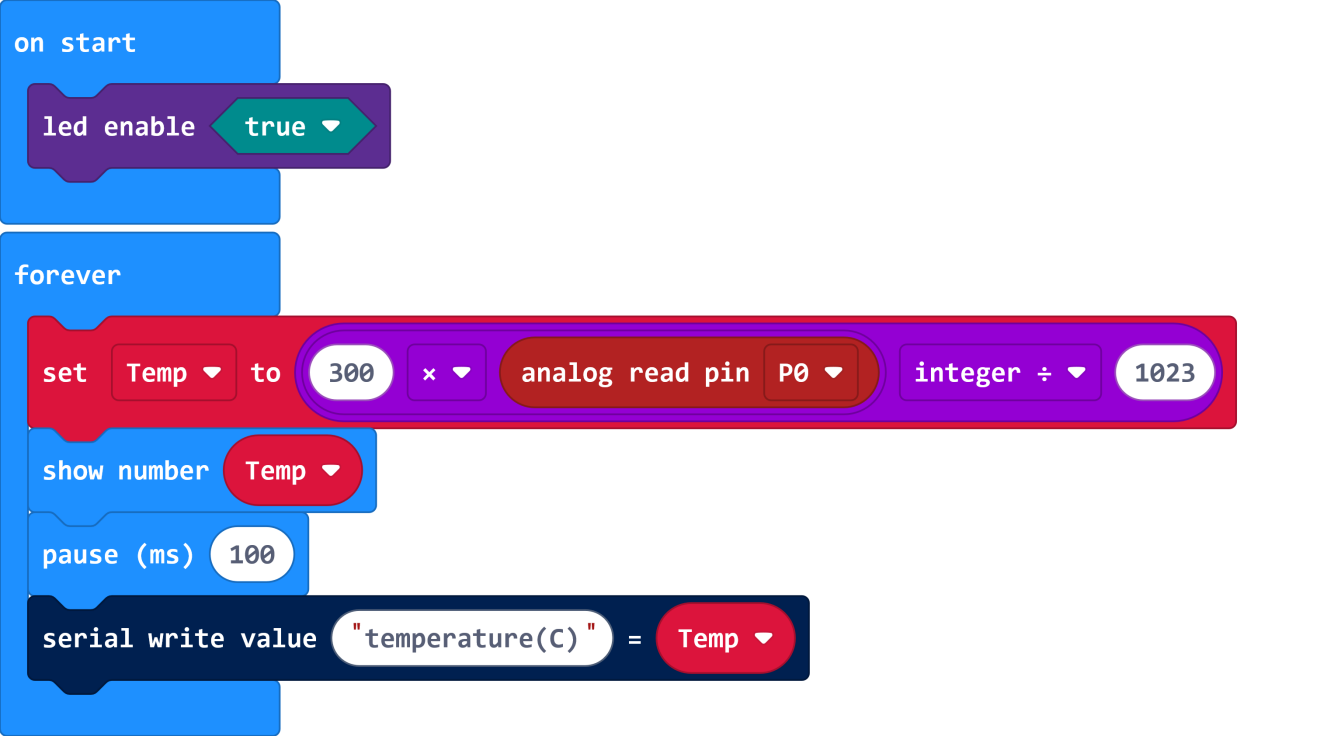 on start
led enable true
forever
set Temp to 300 × analog read pin P0 integer ÷ 1023
show number Temp
pause (ms) 100
serial write value "temperature(C)" = Temp